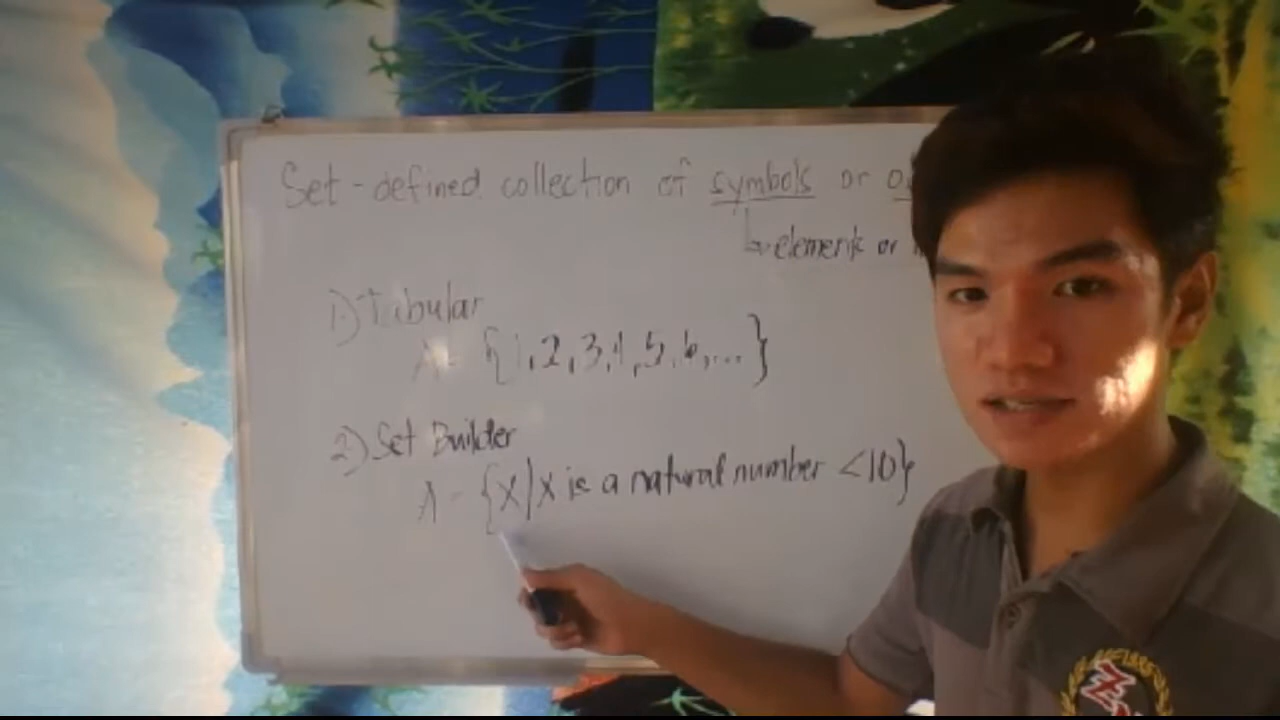 Set - defined collection of symbols or
elements or
1) Tabular
A = {1,2,3,4,5,6,...}
2) Set Builder
A = {X|X is a natural number <10}